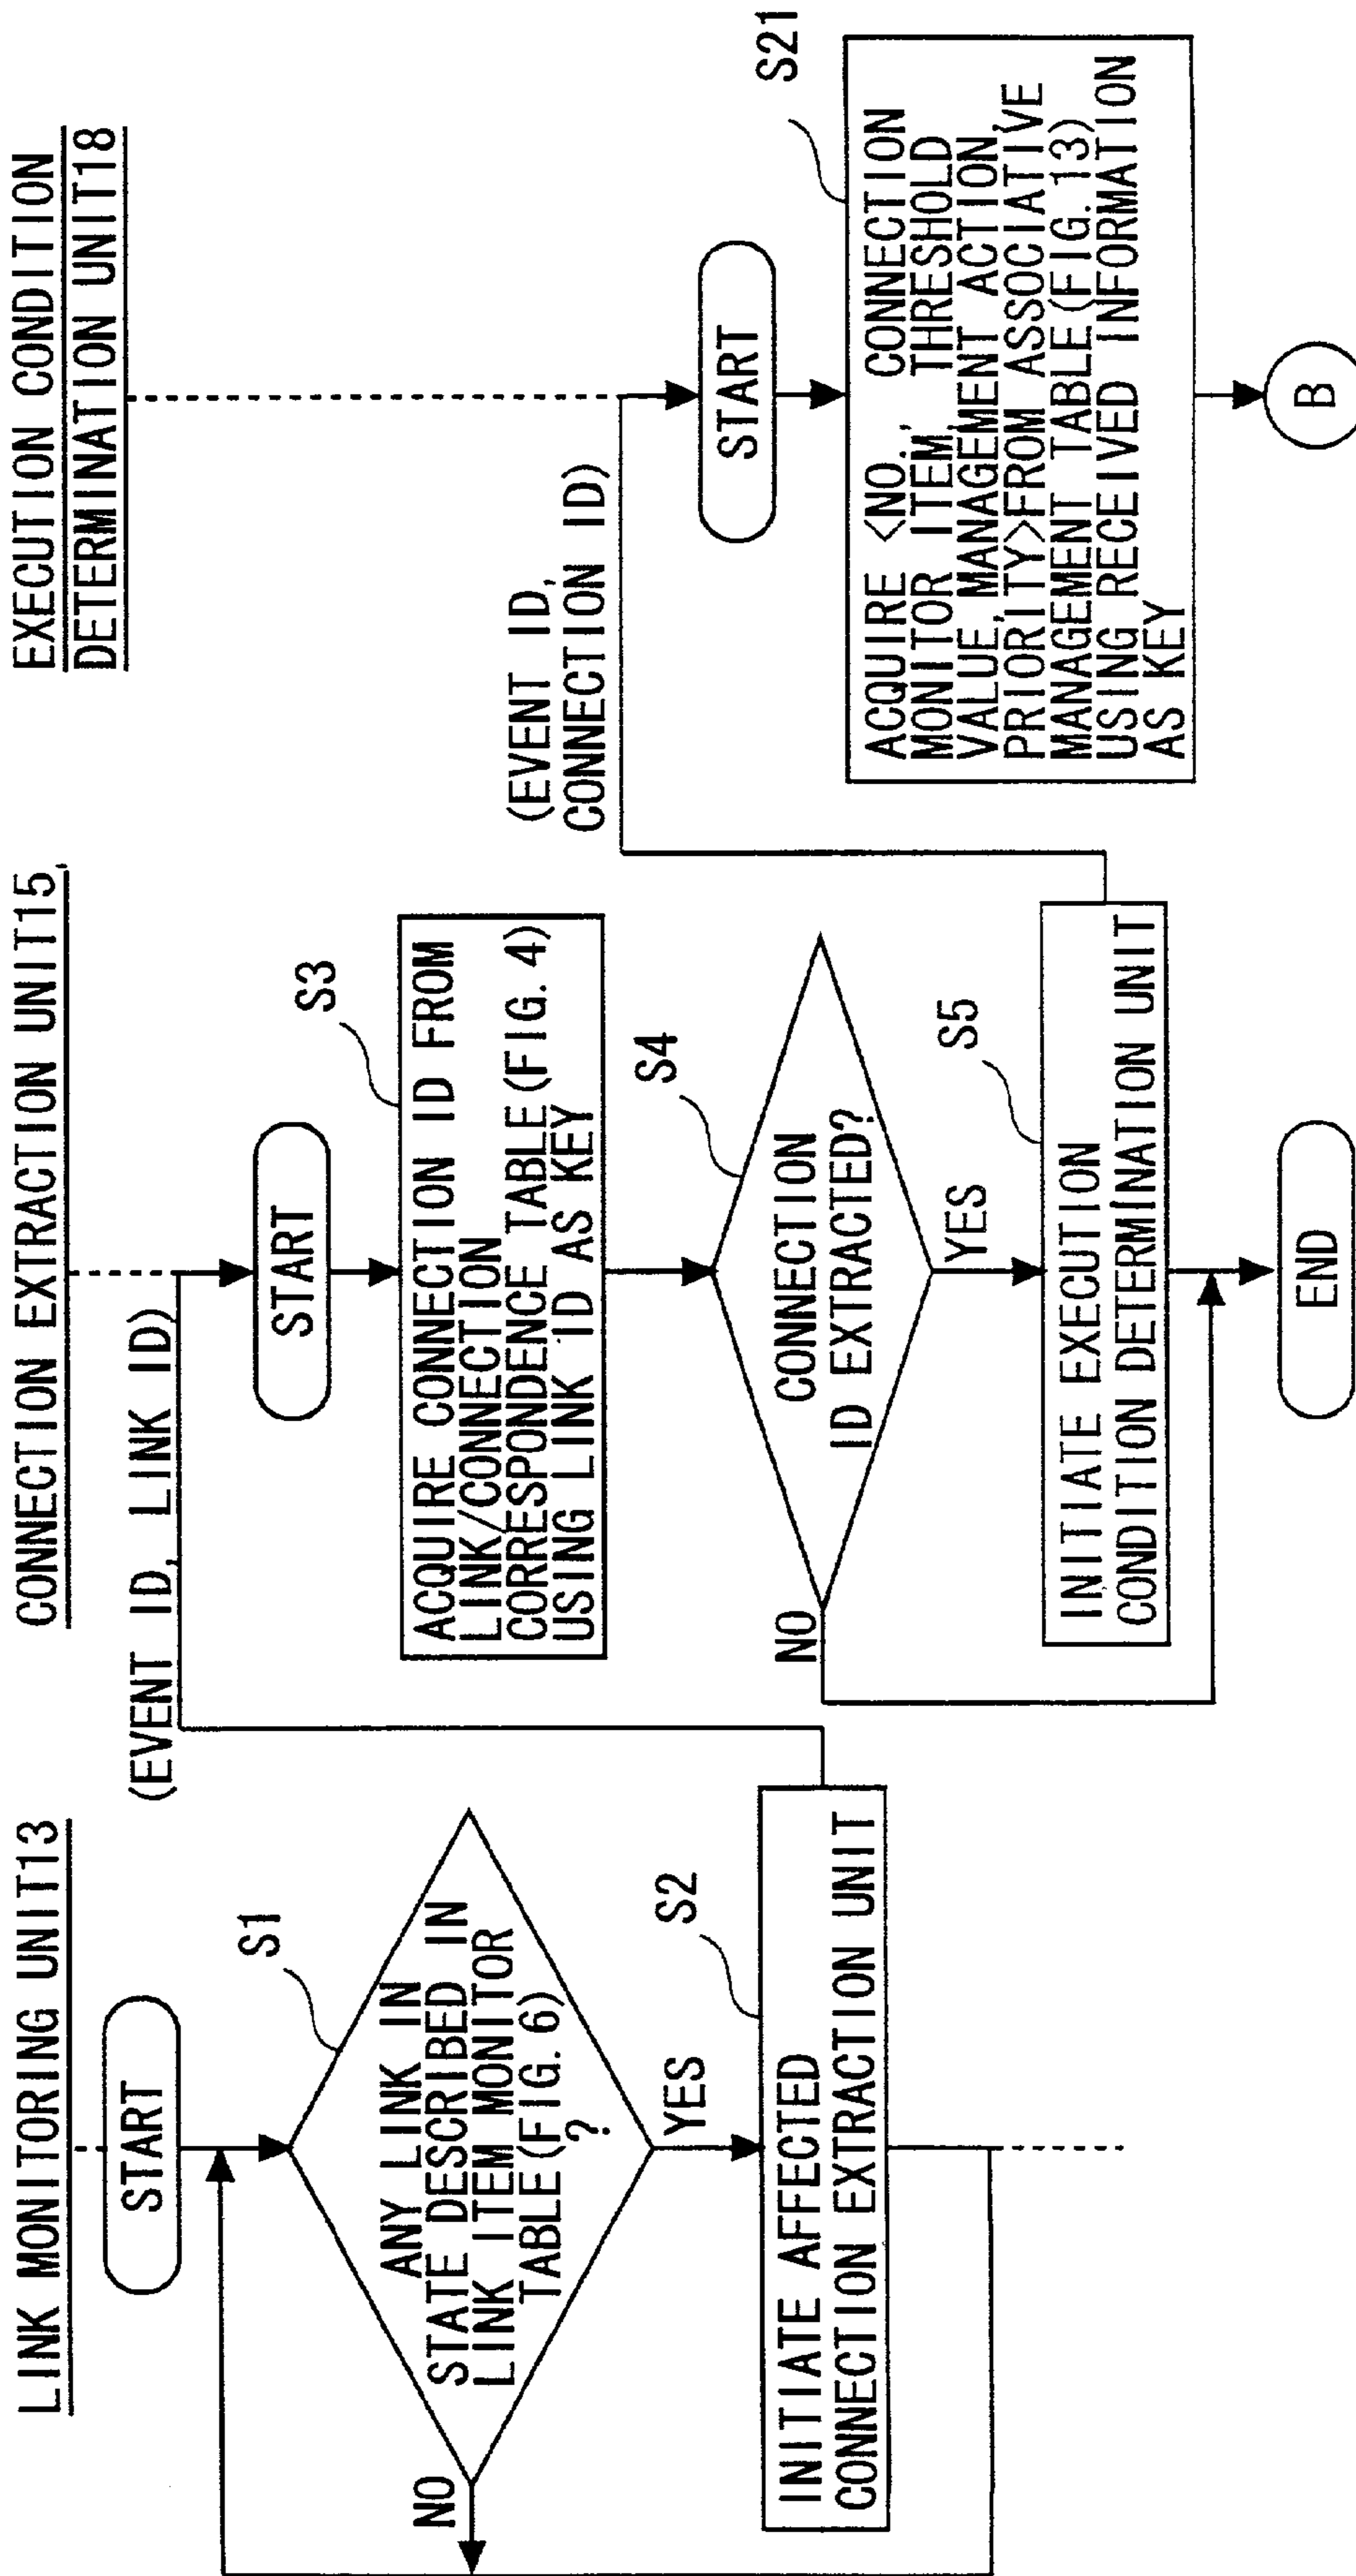 LINK MONITORING UNIT13
START
S1
ANY LINK IN
STATE DESCRIBED IN
LINK ITEM MONITOR
TABLE(FIG. 6)
?
NO
YES
S2
INITIATE AFFECTED
CONNECTION EXTRACTION UNIT
CONNECTION EXTRACTION UNIT15
(EVENT ID, LINK ID)
START
S3
ACQUIRE CONNECTION ID FROM
LINK/CONNECTION
CORRESPONDENCE TABLE(FIG. 4)
USING LINK ID AS KEY
S4
CONNECTION
ID EXTRACTED?
NO
YES
S5
INITIATE EXECUTION
CONDITION DETERMINATION UNIT
END
EXECUTION CONDITION
DETERMINATION UNIT18
(EVENT ID,
CONNECTION ID)
START
S21
ACQUIRE <NO., CONNECTION
MONITOR ITEM, THRESHOLD
VALUE, MANAGEMENT ACTION,
PRIORITY>FROM ASSOCIATIVE
MANAGEMENT TABLE(FIG. 13)
USING RECEIVED INFORMATION
AS KEY
B